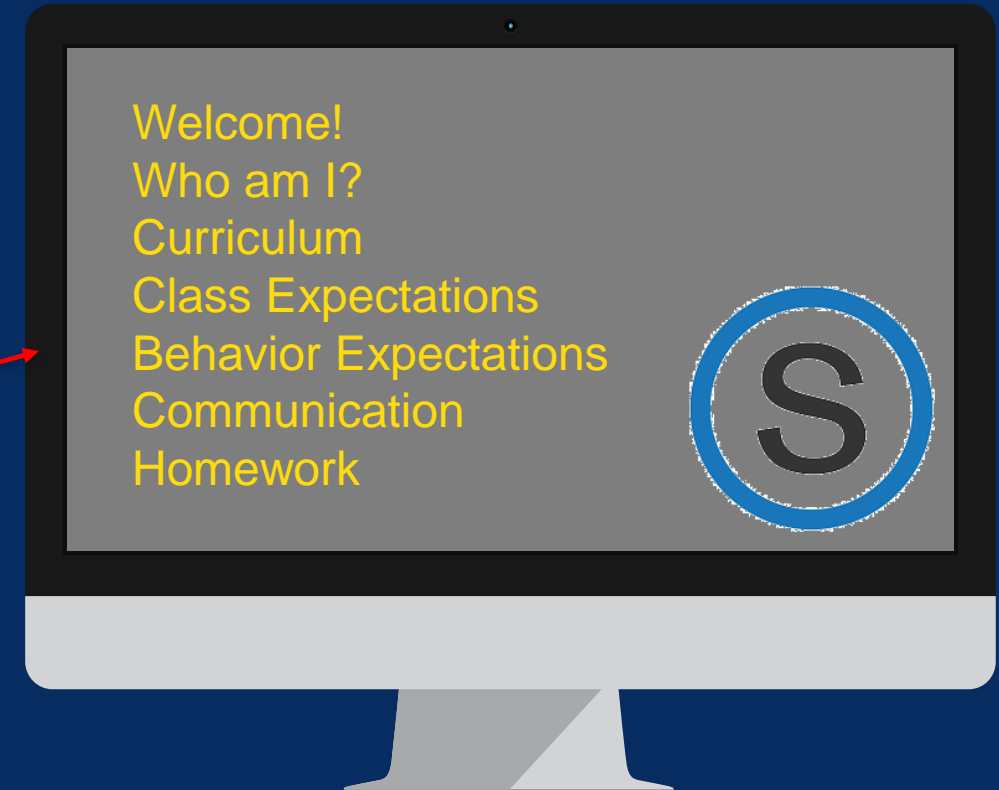 Welcome!
Who am I?
Curriculum
Class Expectations
Behavior Expectations
Communication
Homework
S